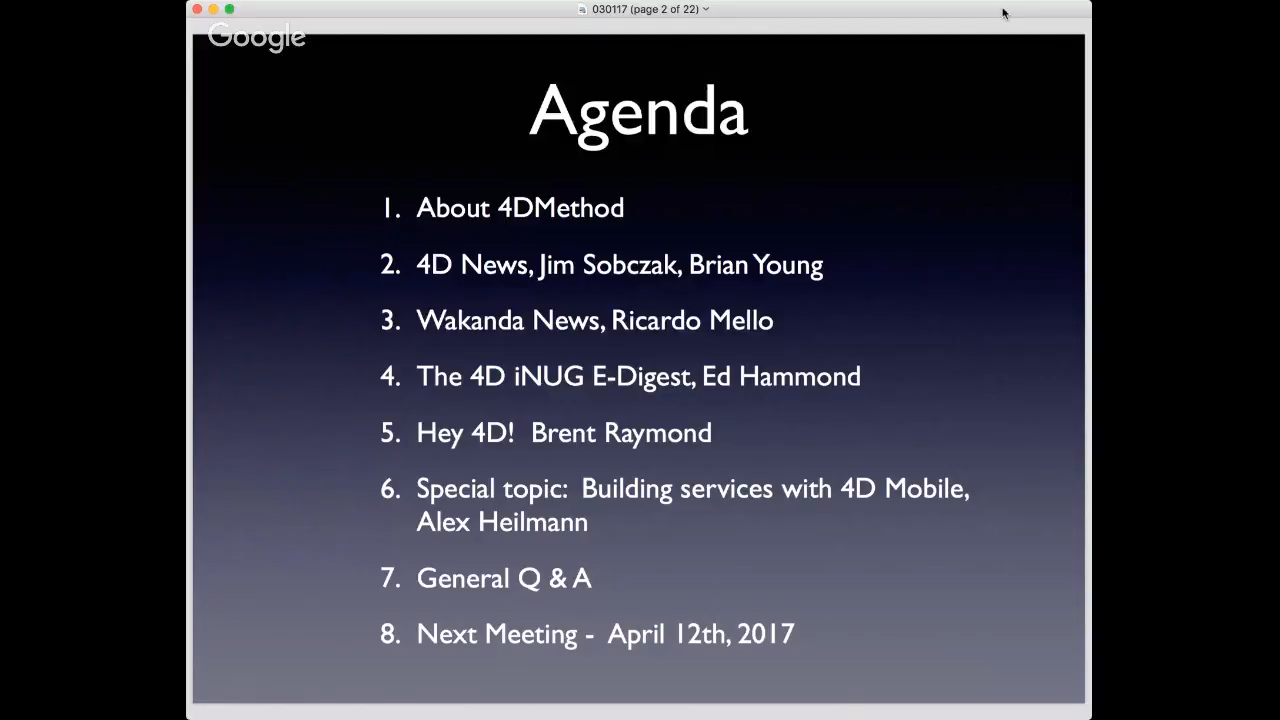 030117 (page 2 of 22)
Google
Agenda
1. About 4DMethod
2. 4D News, Jim Sobczak, Brian Young
3. Wakanda News, Ricardo Mello
4. The 4D iNUG E-Digest, Ed Hammond
5. Hey 4D! Brent Raymond
6. Special topic: Building services with 4D Mobile,
Alex Heilmann
7. General Q & A
8. Next Meeting - April 12th, 2017